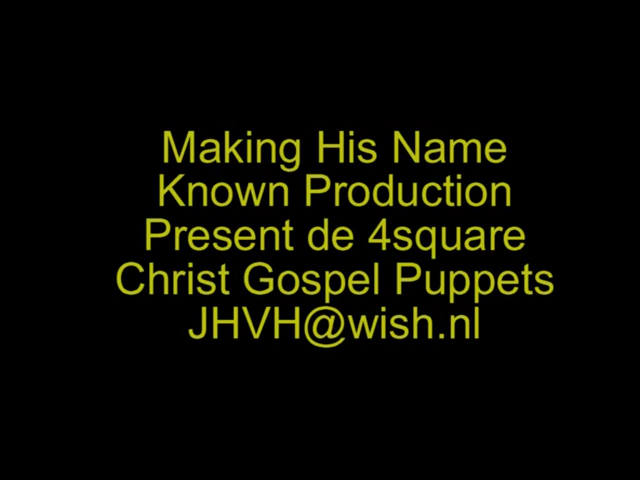 Making His Name
Known Production
Present de 4square
Christ Gospel Puppets
JHVH@wish.nl